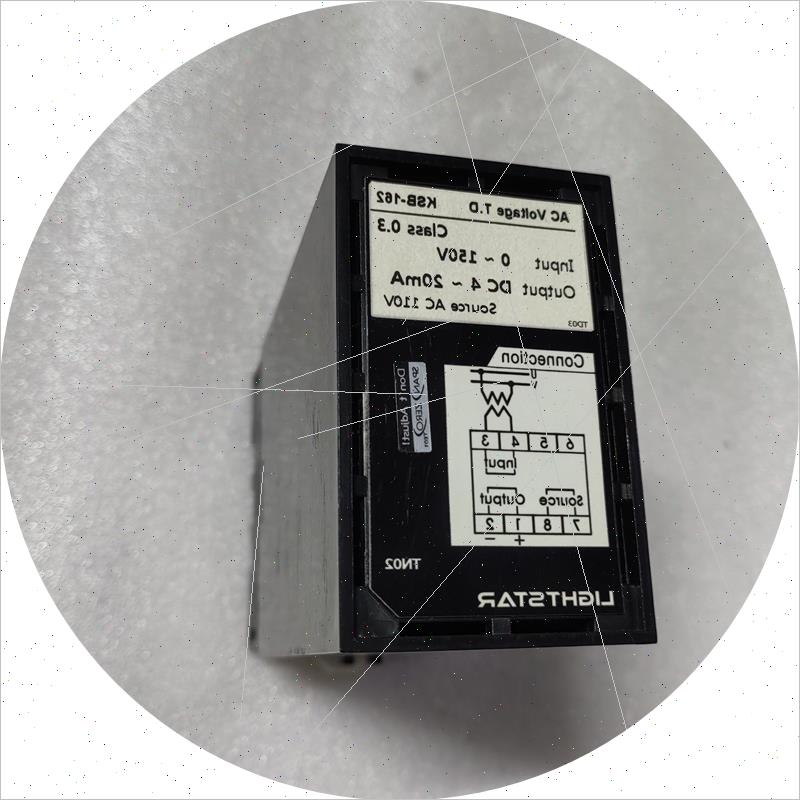 AC Voltage T.D KSB-162
Class 0.3
Input 0 ~ 150V
Output DC 4 ~ 20mA
Source AC 110V
TD03
Connection
U
V
6 5 4 3
Input
Source Output
7 8 1 2
+ −
SPAN ZERO
Don't Adjust!
TN02
LIGHTSTAR